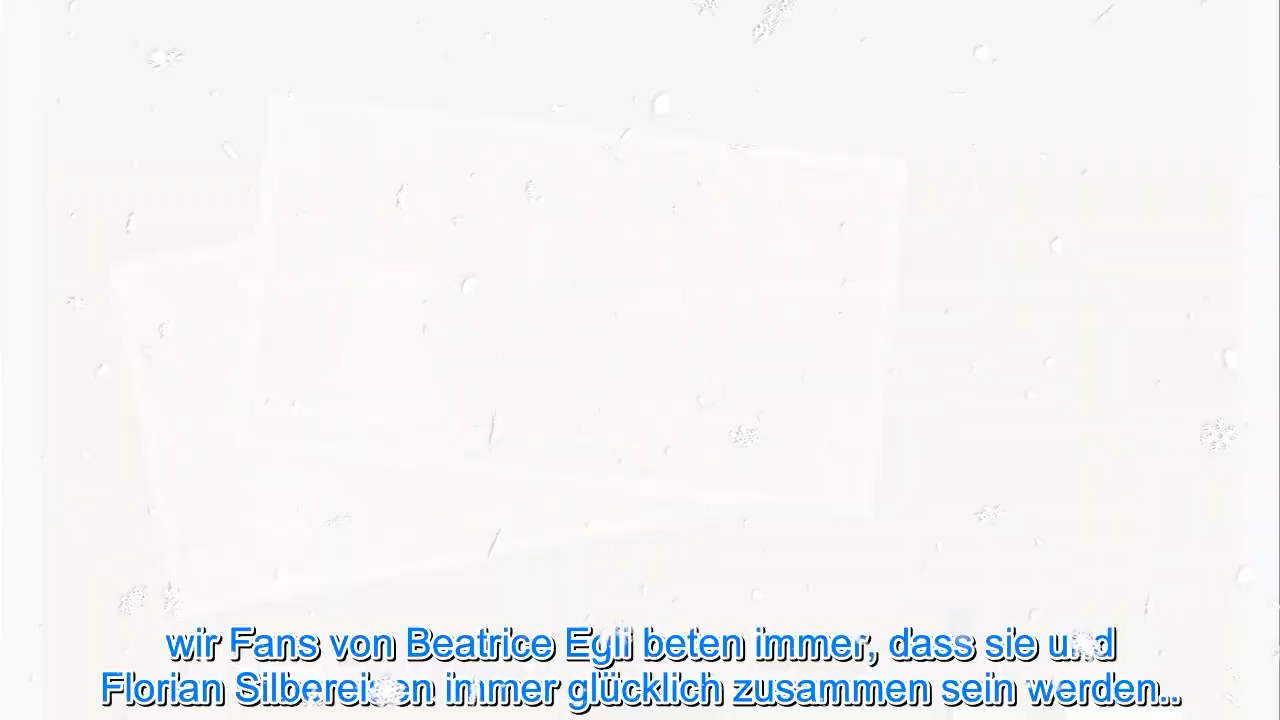 wir Fans von Beatrice Egli beten immer, dass sie und
Florian Silbereisen immer glücklich zusammen sein werden..